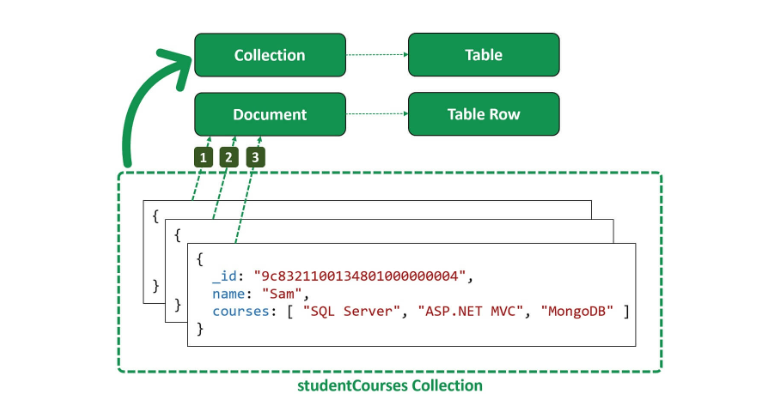 Collection
Table
Document
Table Row
1
2
3
{
{
{
_id: "9c8321100134801000000004",
name: "Sam",
courses: [ "SQL Server", "ASP.NET MVC", "MongoDB" ]
}
}
}
studentCourses Collection